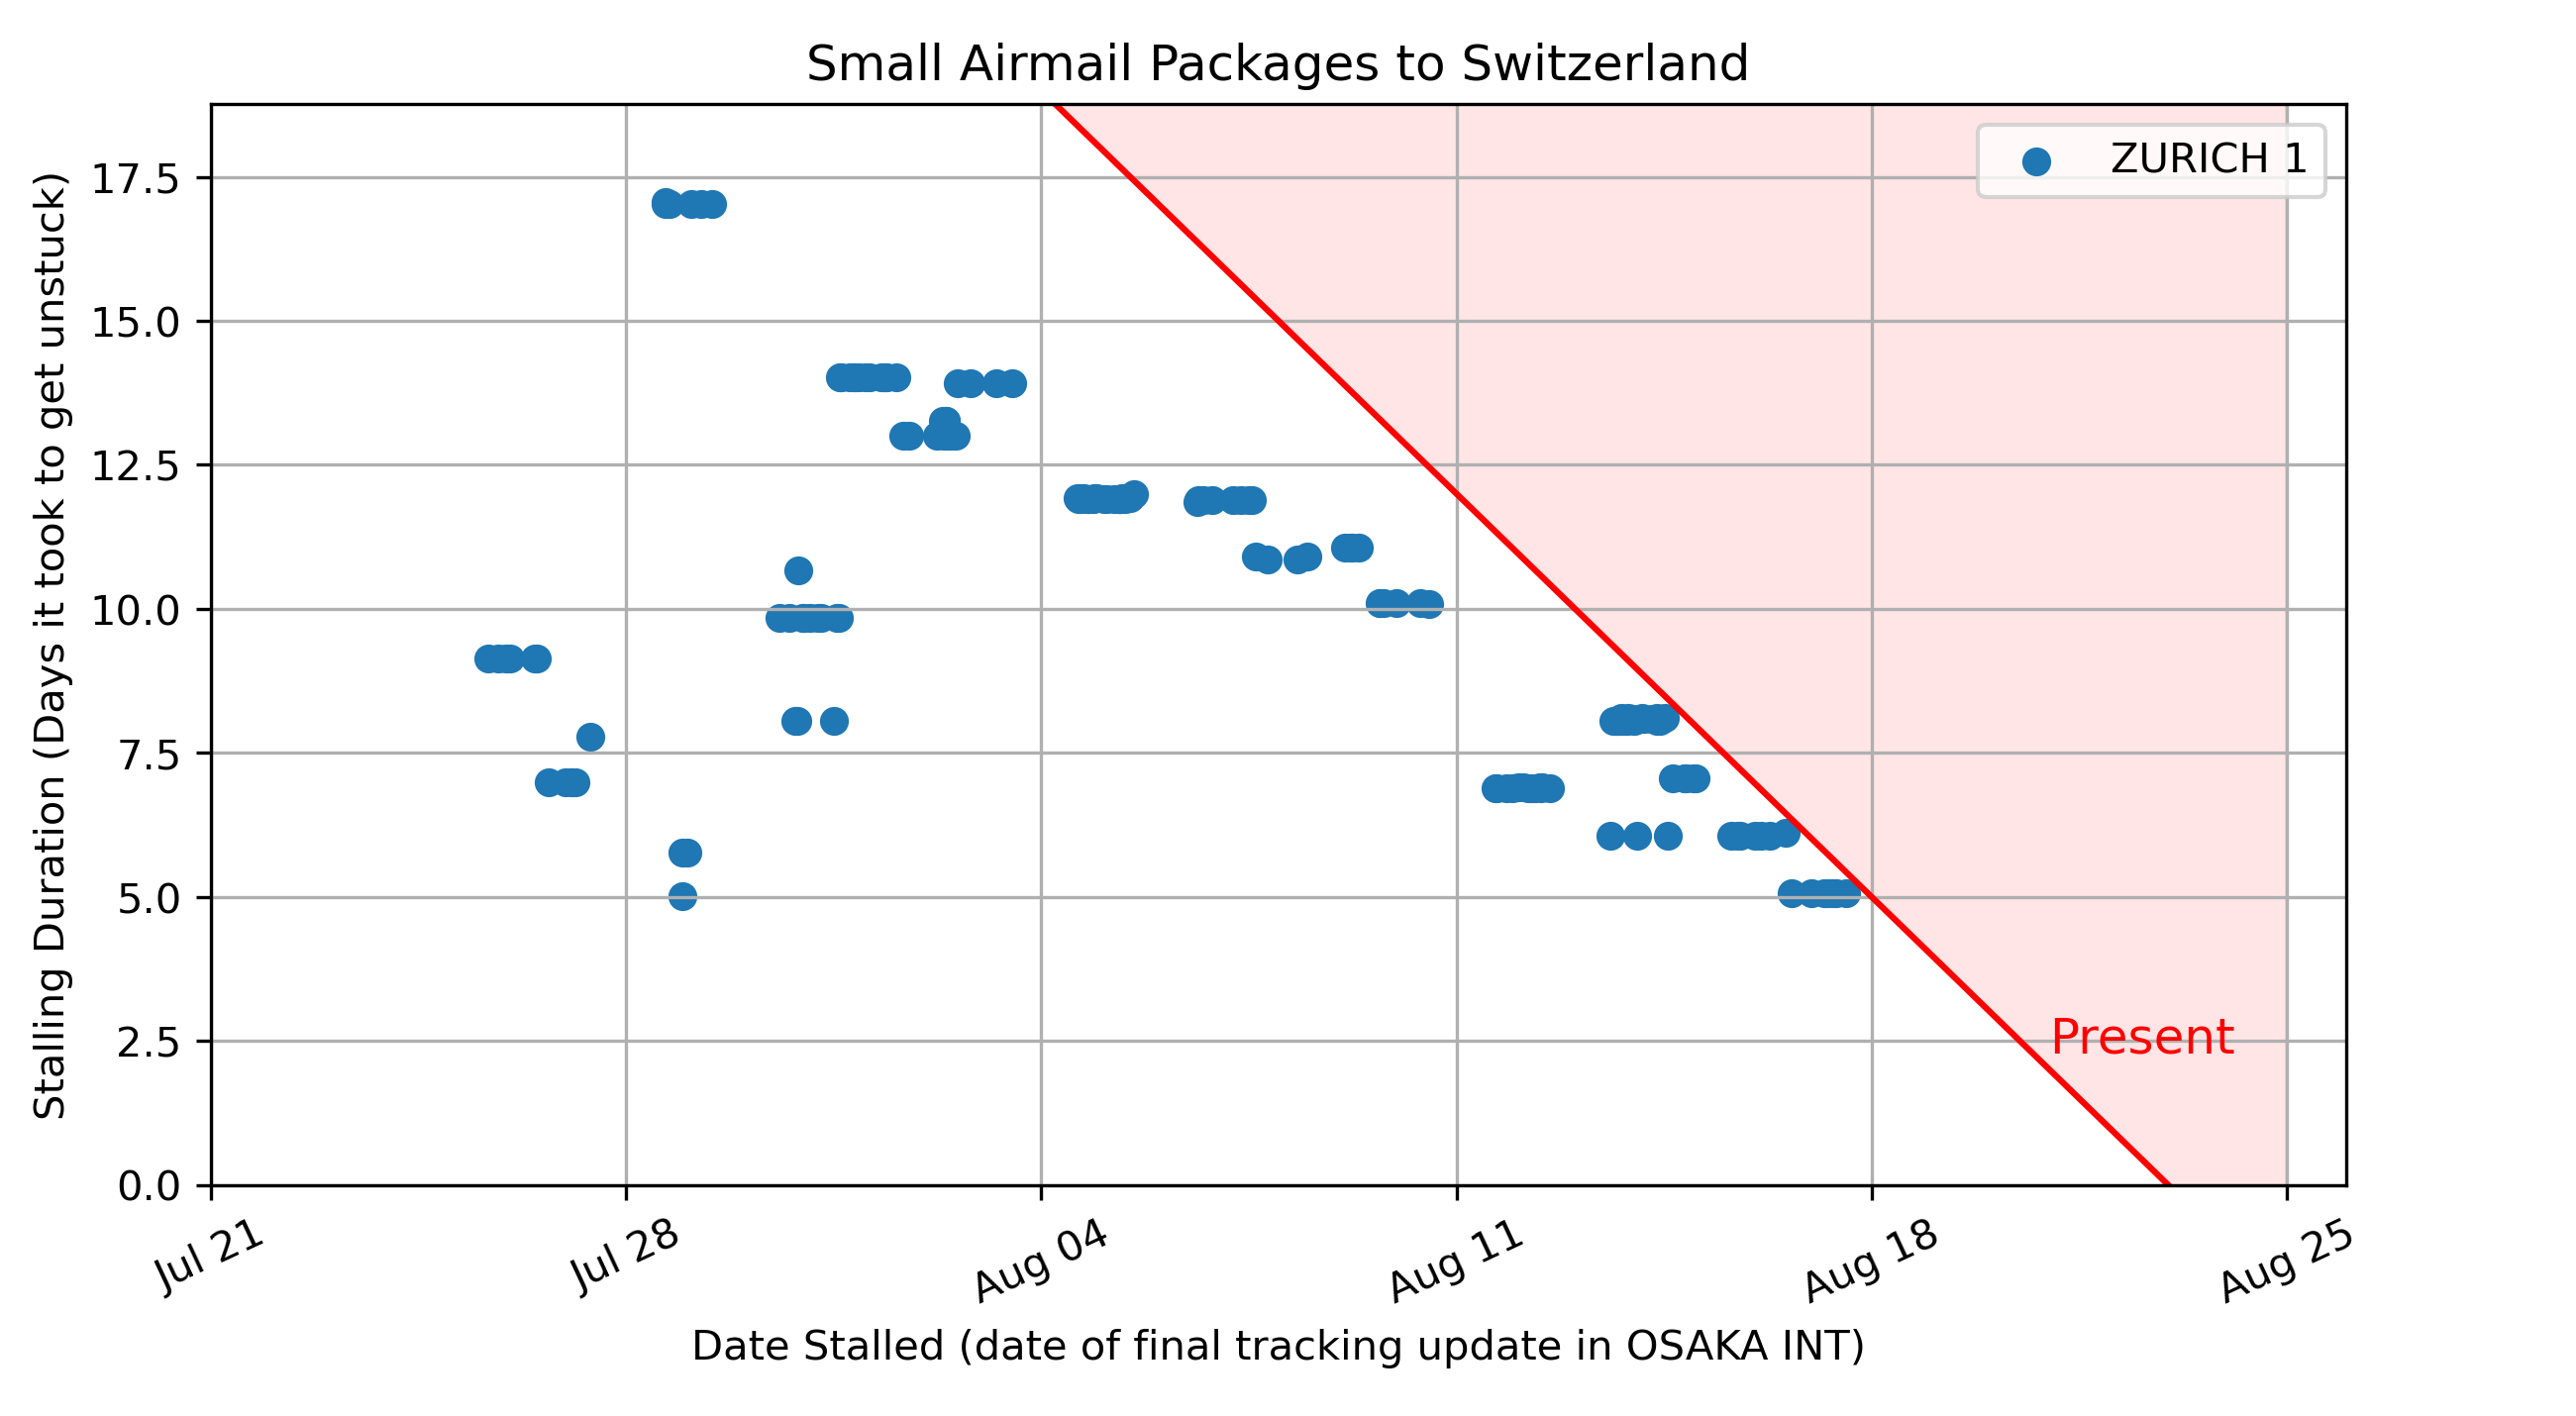 Small Airmail Packages to Switzerland
ZURICH 1
Stalling Duration (Days it took to get unstuck)
17.5
15.0
12.5
10.0
7.5
5.0
2.5
0.0
Present
Jul 21
Jul 28
Aug 04
Aug 11
Aug 18
Aug 25
Date Stalled (date of final tracking update in OSAKA INT)